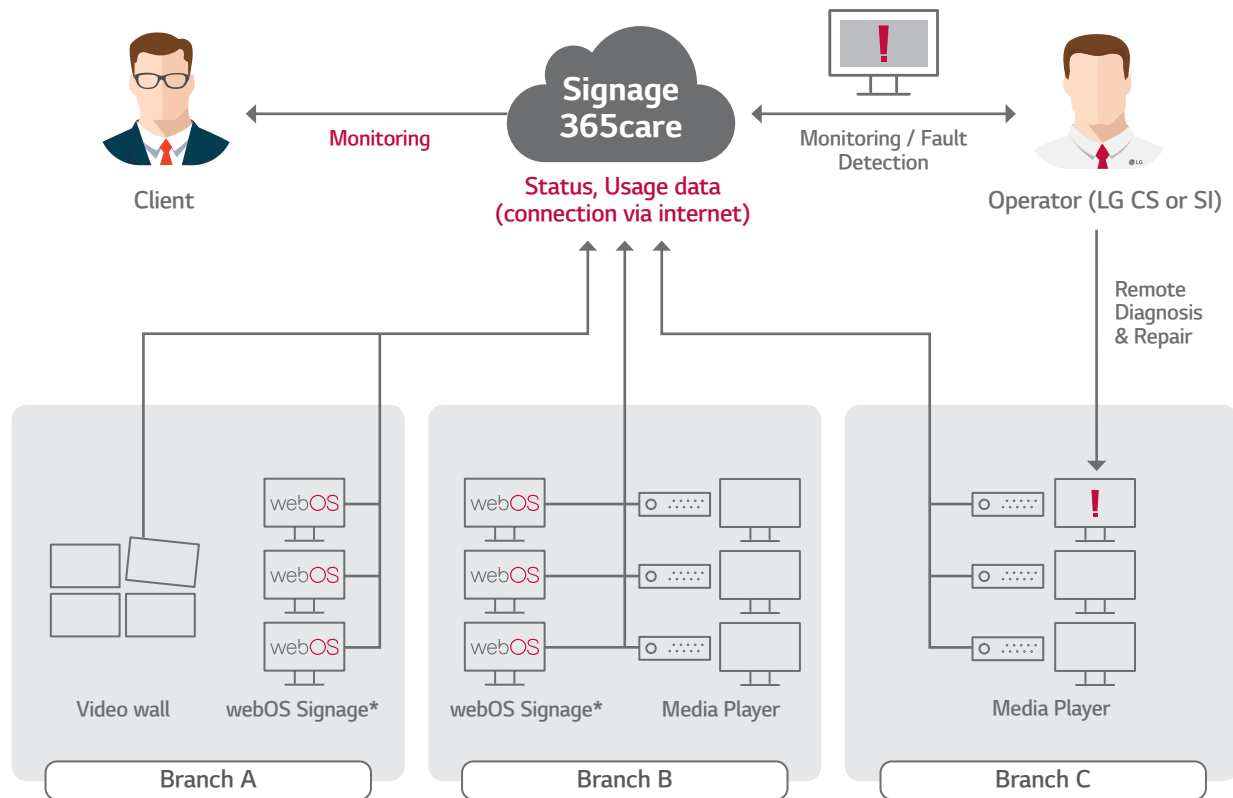 Signage
365care
!
Monitoring
Monitoring / Fault
Detection
LG
Client
Status, Usage data
(connection via internet)
Operator (LG CS or SI)
Remote
Diagnosis
& Repair
webOS
webOS
webOS
webOS
webOS
webOS
!
Video wall
webOS Signage*
webOS Signage*
Media Player
Media Player
Branch A
Branch B
Branch C